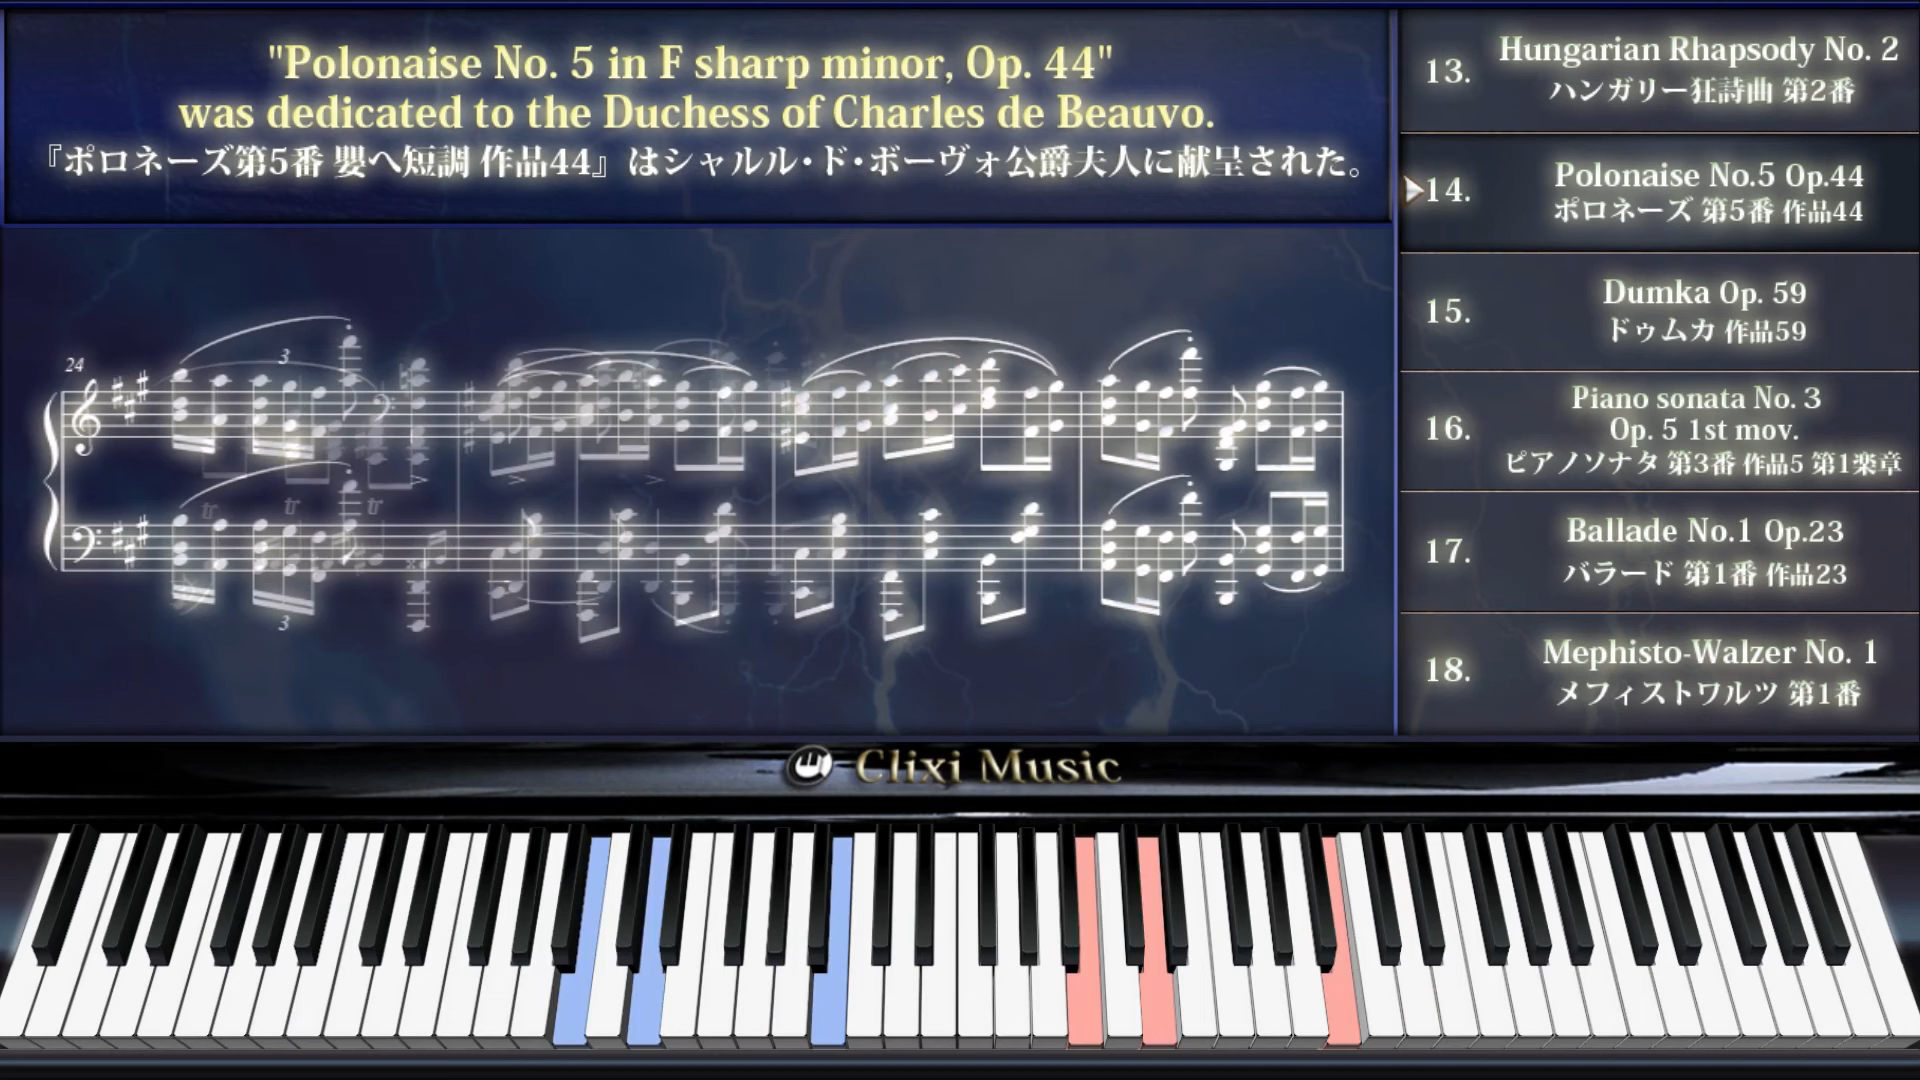 "Polonaise No. 5 in F sharp minor, Op. 44"
was dedicated to the Duchess of Charles de Beauvo.
『ポロネーズ第5番 嬰ヘ短調 作品44』はシャルル・ド・ボーヴォ公爵夫人に献呈された。
13.
Hungarian Rhapsody No. 2
ハンガリー狂詩曲 第2番
14.
Polonaise No.5 Op.44
ポロネーズ 第5番 作品44
15.
Dumka Op. 59
ドゥムカ 作品59
16.
Piano sonata No. 3
Op. 5 1st mov.
ピアノソナタ 第3番 作品5 第1楽章
17.
Ballade No.1 Op.23
バラード 第1番 作品23
18.
Mephisto-Walzer No. 1
メフィストワルツ 第1番
24
3
tr tr tr
3
Clixi Music